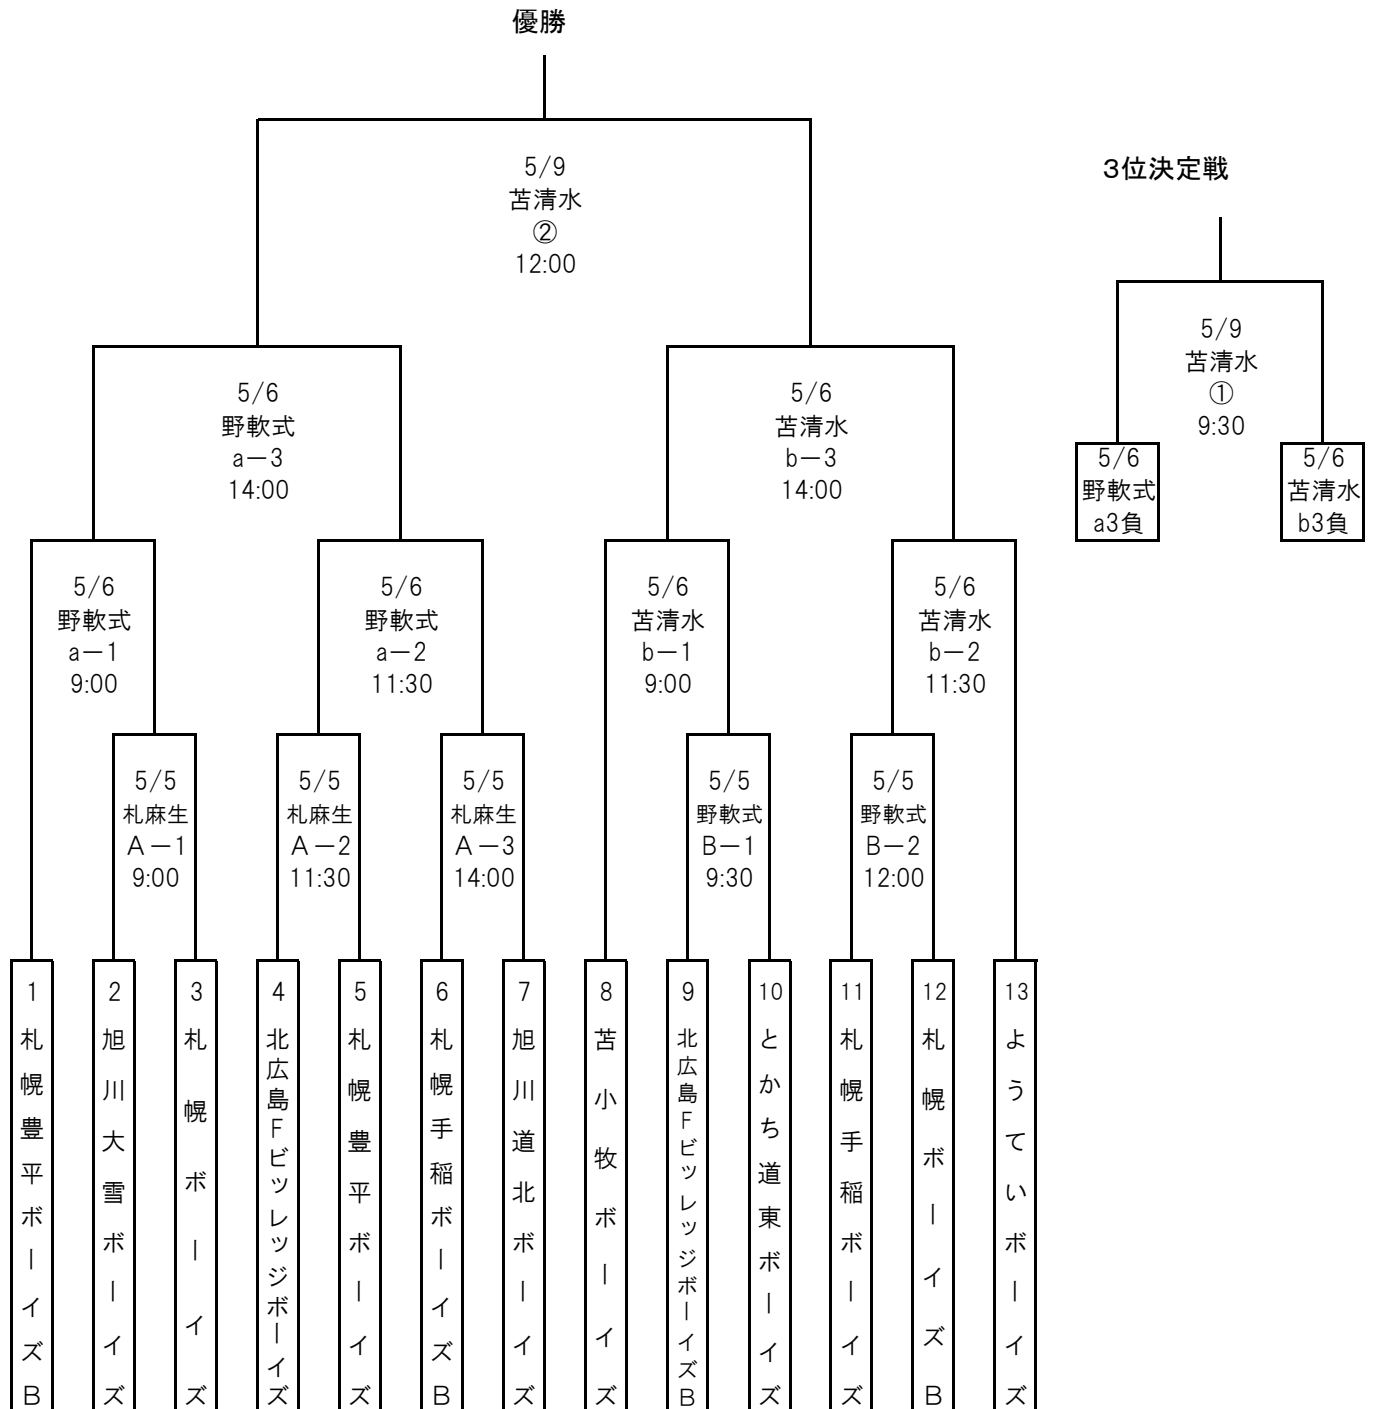 優勝
5/9
苫清水
②
12:00
3位決定戦
5/9
苫清水
①
9:30
5/6
野軟式
a3負
5/6
苫清水
b3負
5/6
野軟式
a－3
14:00
5/6
苫清水
b－3
14:00
5/6
野軟式
a－1
9:00
5/6
野軟式
a－2
11:30
5/6
苫清水
b－1
9:00
5/6
苫清水
b－2
11:30
5/5
札麻生
A－1
9:00
5/5
札麻生
A－2
11:30
5/5
札麻生
A－3
14:00
5/5
野軟式
B－1
9:30
5/5
野軟式
B－2
12:00
1
札幌豊平ボーイズB
2
旭川大雪ボーイズ
3
札幌ボーイズ
4
北広島Fビッレッジボーイズ
5
札幌豊平ボーイズ
6
札幌手稲ボーイズB
7
旭川道北ボーイズ
8
苫小牧ボーイズ
9
北広島FビッレッジボーイズB
10
とかち道東ボーイズ
11
札幌手稲ボーイズ
12
札幌ボーイズB
13
ようていボーイズ